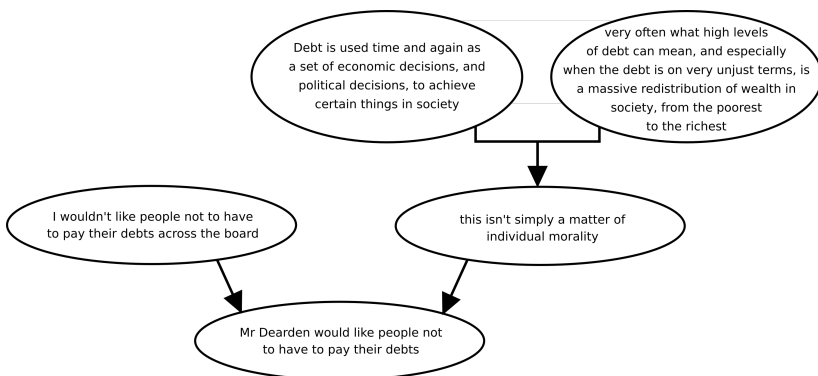 Debt is used time and again as
a set of economic decisions, and
political decisions, to achieve
certain things in society
very often what high levels
of debt can mean, and especially
when the debt is on very unjust terms, is
a massive redistribution of wealth in
society, from the poorest
to the richest
I wouldn't like people not to have
to pay their debts across the board
this isn't simply a matter of
individual morality
Mr Dearden would like people not
to have to pay their debts